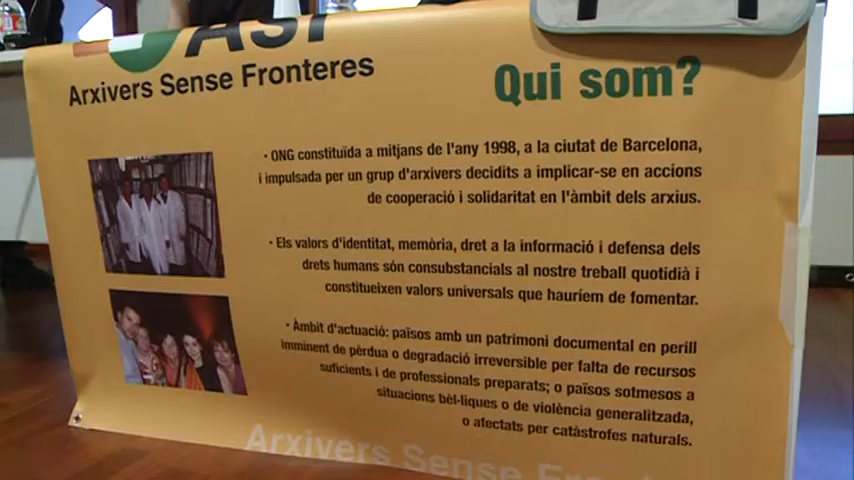 ASF
Arxivers Sense Fronteres
Qui som?
• ONG constituïda a mitjans de l'any 1998, a la ciutat de Barcelona,
i impulsada per un grup d'arxivers decidits a implicar-se en accions
de cooperació i solidaritat en l'àmbit dels arxius.
• Els valors d'identitat, memòria, dret a la informació i defensa dels
drets humans són consubstancials al nostre treball quotidià i
constitueixen valors universals que hauríem de fomentar.
• Àmbit d'actuació: països amb un patrimoni documental en perill
imminent de pèrdua o degradació irreversible per falta de recursos
suficients i de professionals preparats; o països sotmesos a
situacions bèl·liques o de violència generalitzada,
o afectats per catàstrofes naturals.
Arxivers Sense